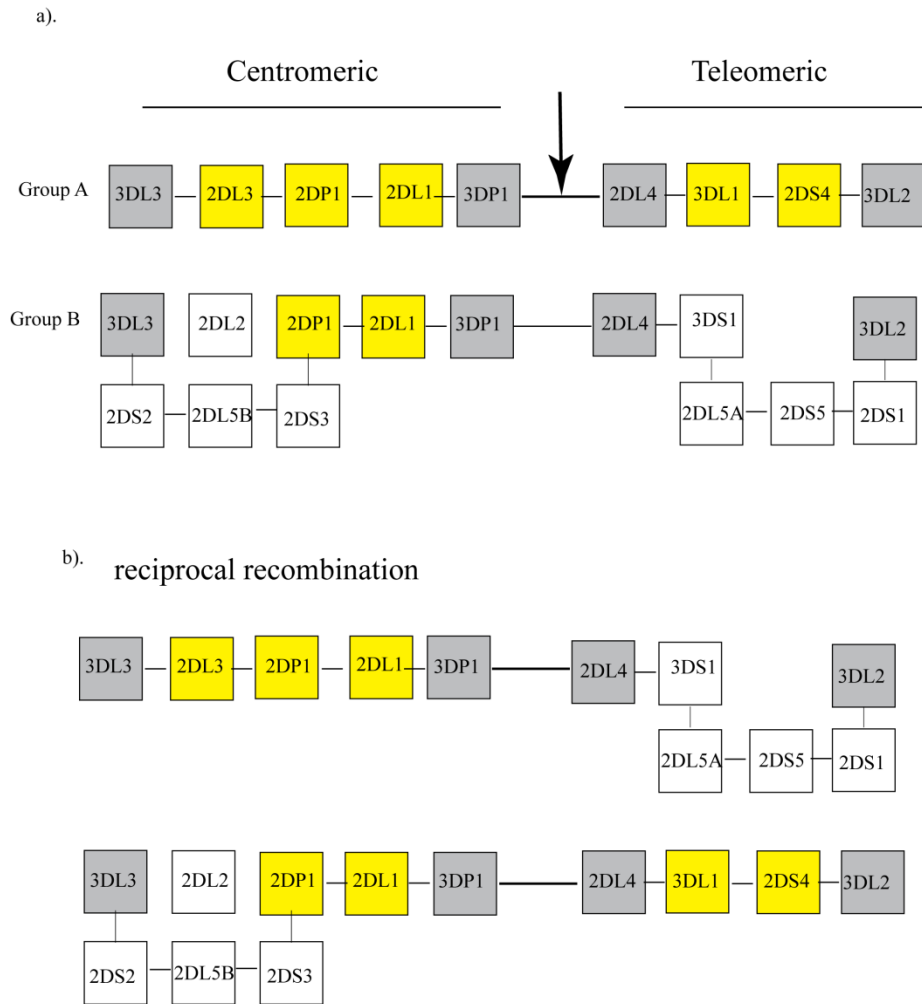 a).
Centromeric Teleomeric
Group A 3DL3 2DL3 2DP1 2DL1 3DP1 2DL4 3DL1 2DS4 3DL2
Group B 3DL3 2DL2 2DP1 2DL1 3DP1 2DL4 3DS1 3DL2
2DS2 2DL5B 2DS3 2DL5A 2DS5 2DS1
b). reciprocal recombination
3DL3 2DL3 2DP1 2DL1 3DP1 2DL4 3DS1 3DL2
2DL5A 2DS5 2DS1
3DL3 2DL2 2DP1 2DL1 3DP1 2DL4 3DL1 2DS4 3DL2
2DS2 2DL5B 2DS3